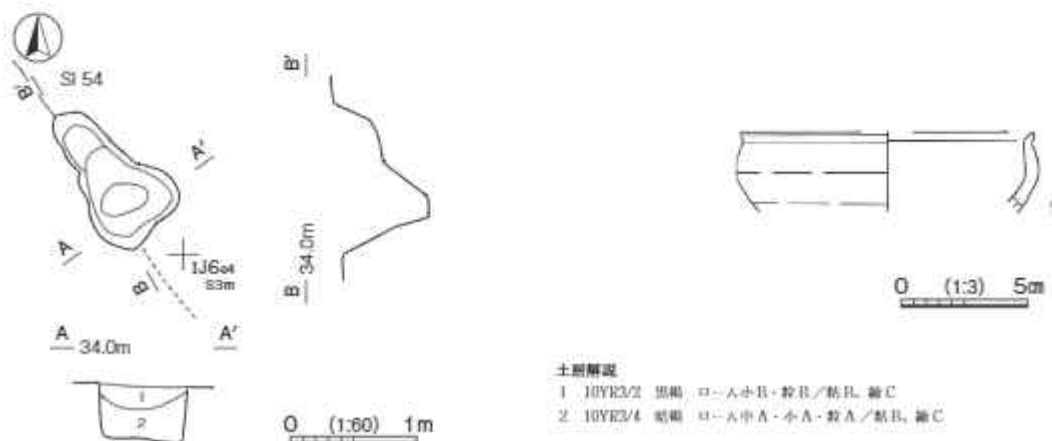 SI 54
B'
A'
A
B
IJ6e4
S3m
A 34.0m A'
1
2
0 (1:60) 1m
B'
B 34.0m
0 (1:3) 5cm
土層解説
1 10YR3/2 黒褐 ローム小B・粒B/粘B、締C
2 10YR3/4 暗褐 ローム中A・小A・粒A/粘B、締C